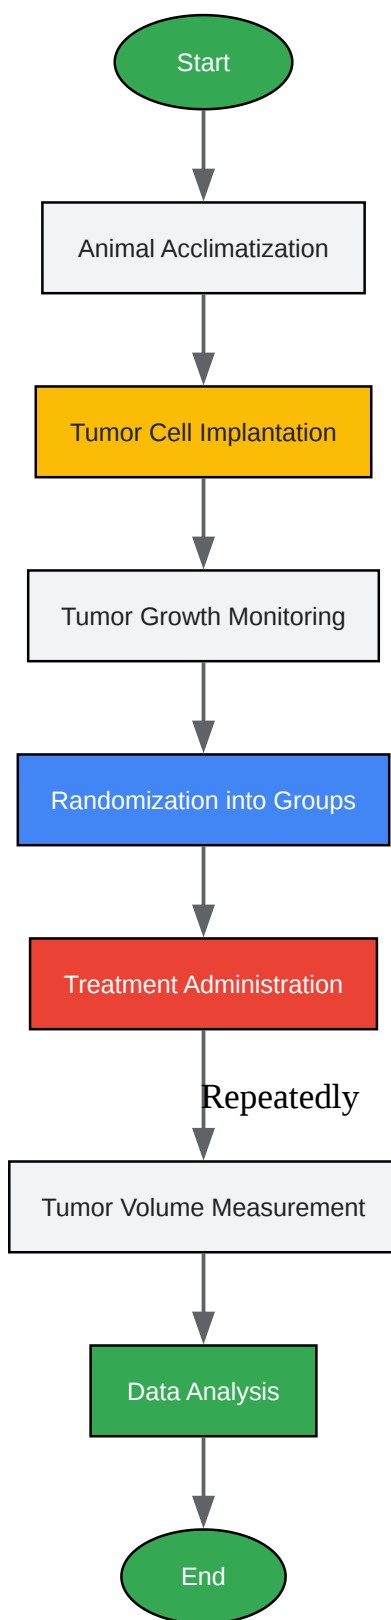 Start
Animal Acclimatization
Tumor Cell Implantation
Tumor Growth Monitoring
Randomization into Groups
Treatment Administration
Repeatedly
Tumor Volume Measurement
Data Analysis
End